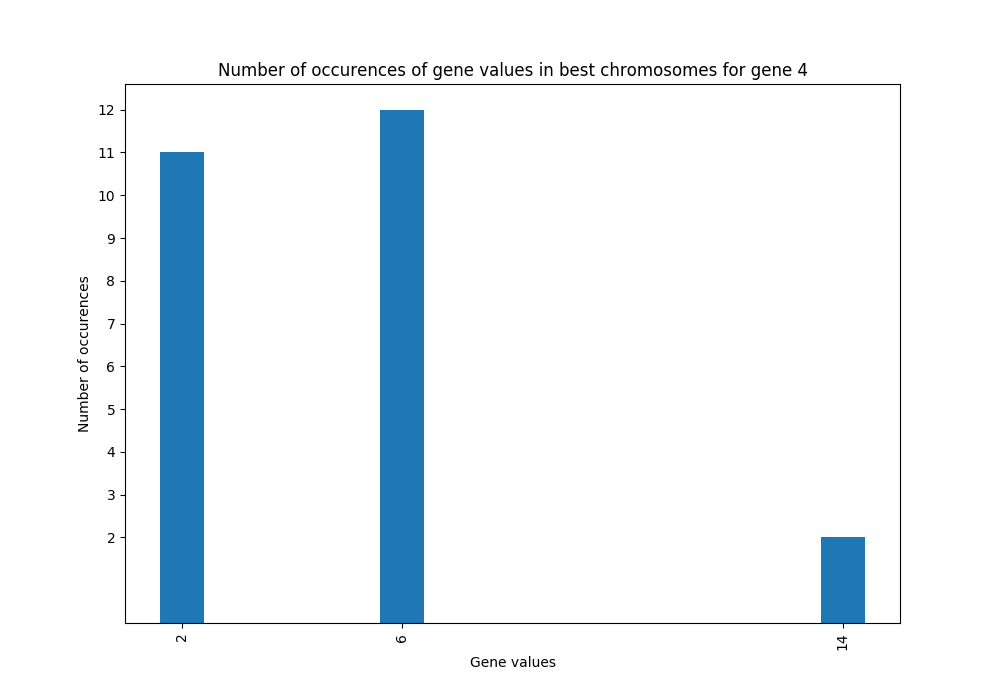 Number of occurences of gene values in best chromosomes for gene 4
12
11
10
9
8
7
6
5
4
3
2
Number of occurences
2 6 14
Gene values